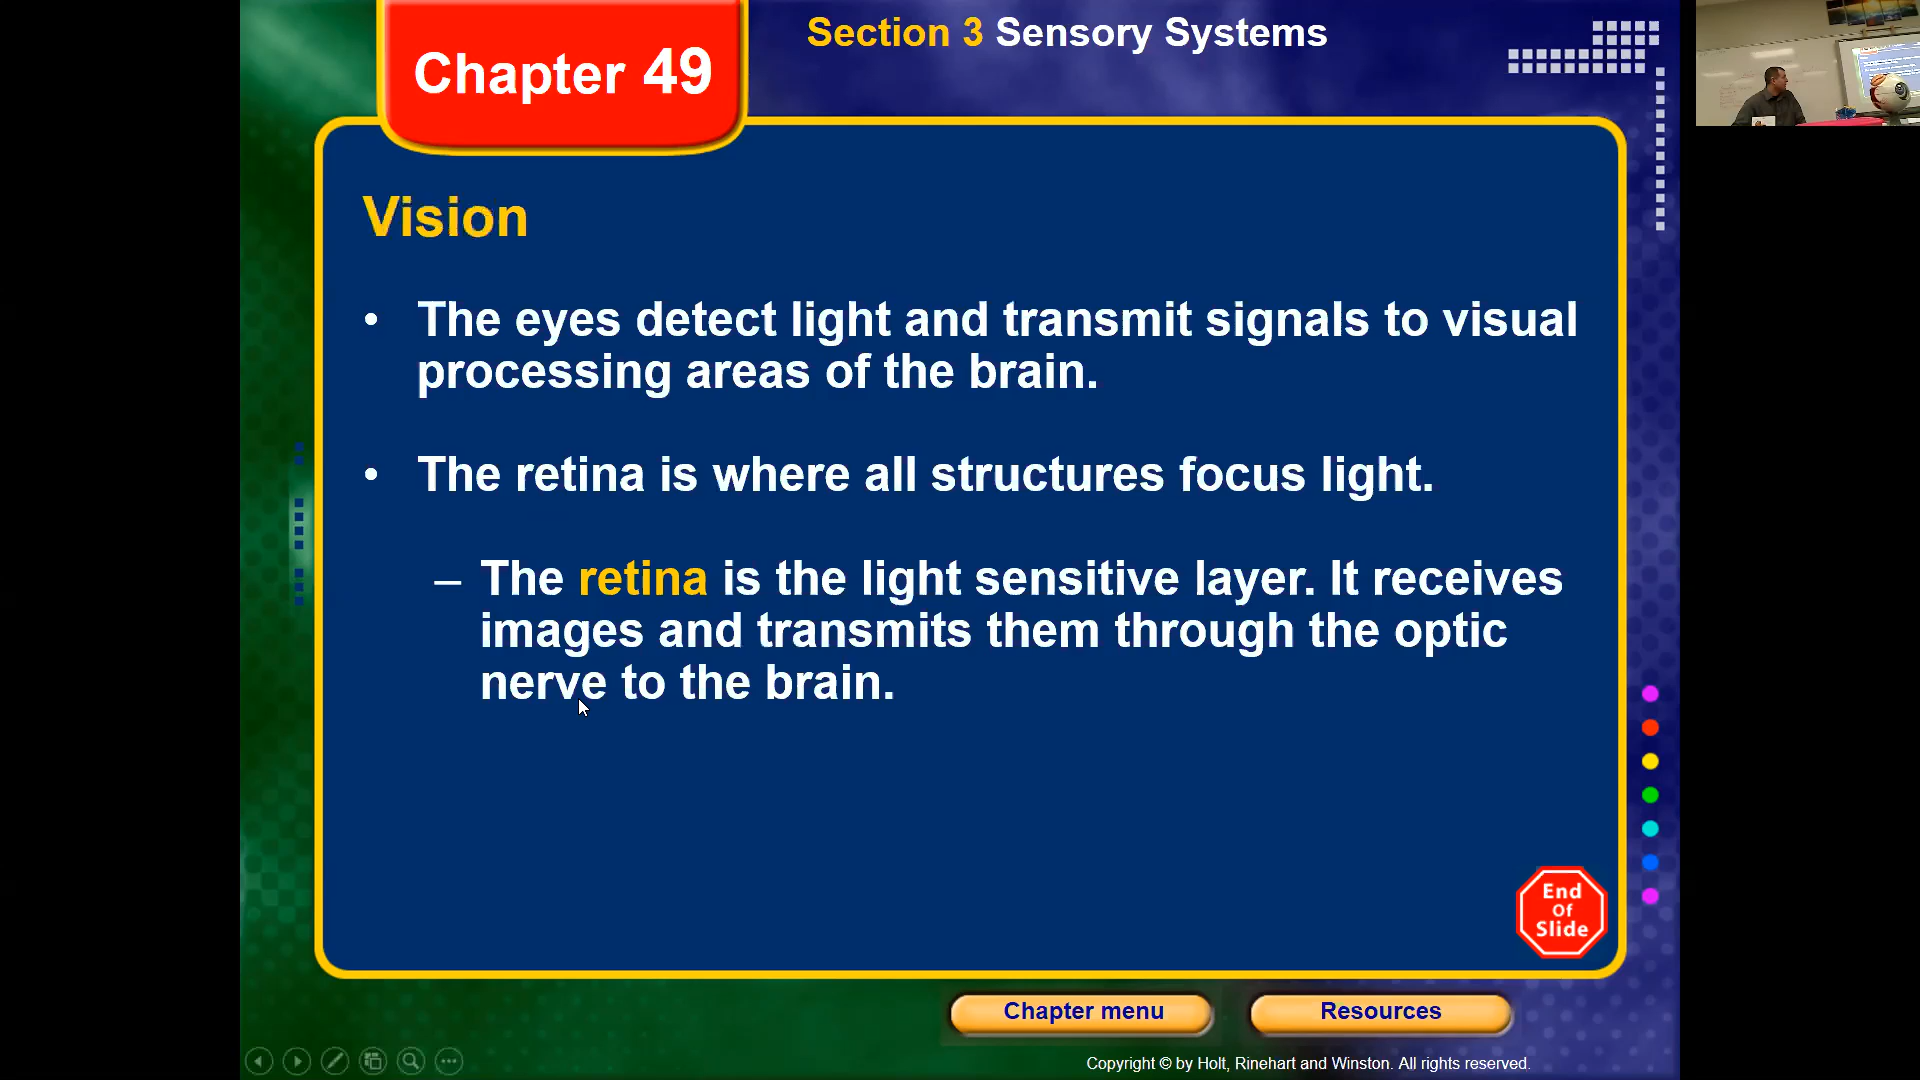 Section 3 Sensory Systems
Chapter 49
Vision
• The eyes detect light and transmit signals to visual
processing areas of the brain.
• The retina is where all structures focus light.
– The retina is the light sensitive layer. It receives
images and transmits them through the optic
nerve to the brain.
End
Of
Slide
Chapter menu
Resources
Copyright © by Holt, Rinehart and Winston. All rights reserved.